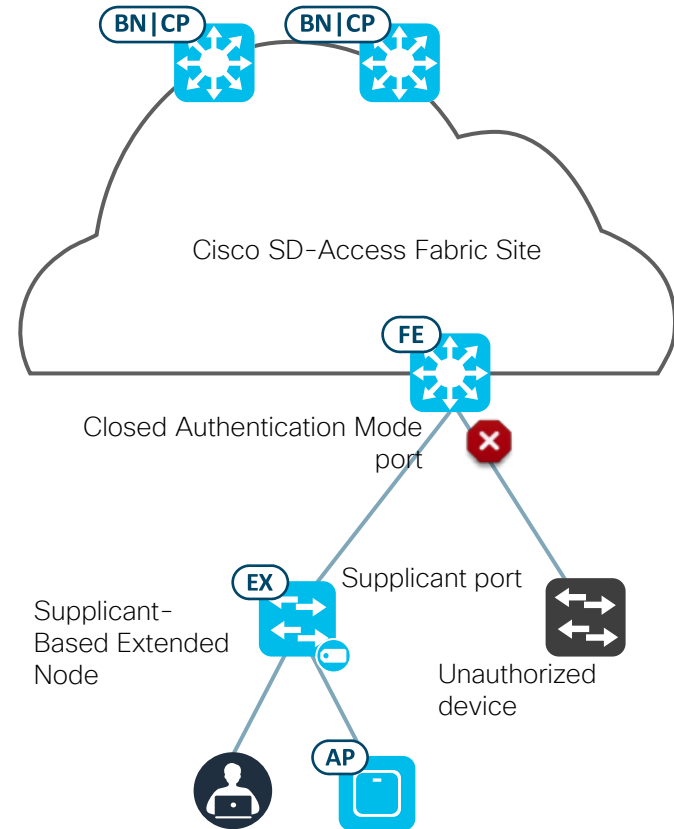 BN|CP
BN|CP
Cisco SD-Access Fabric Site
FE
Closed Authentication Mode
port
EX
Supplicant port
Supplicant-
Based Extended
Node
Unauthorized
device
AP